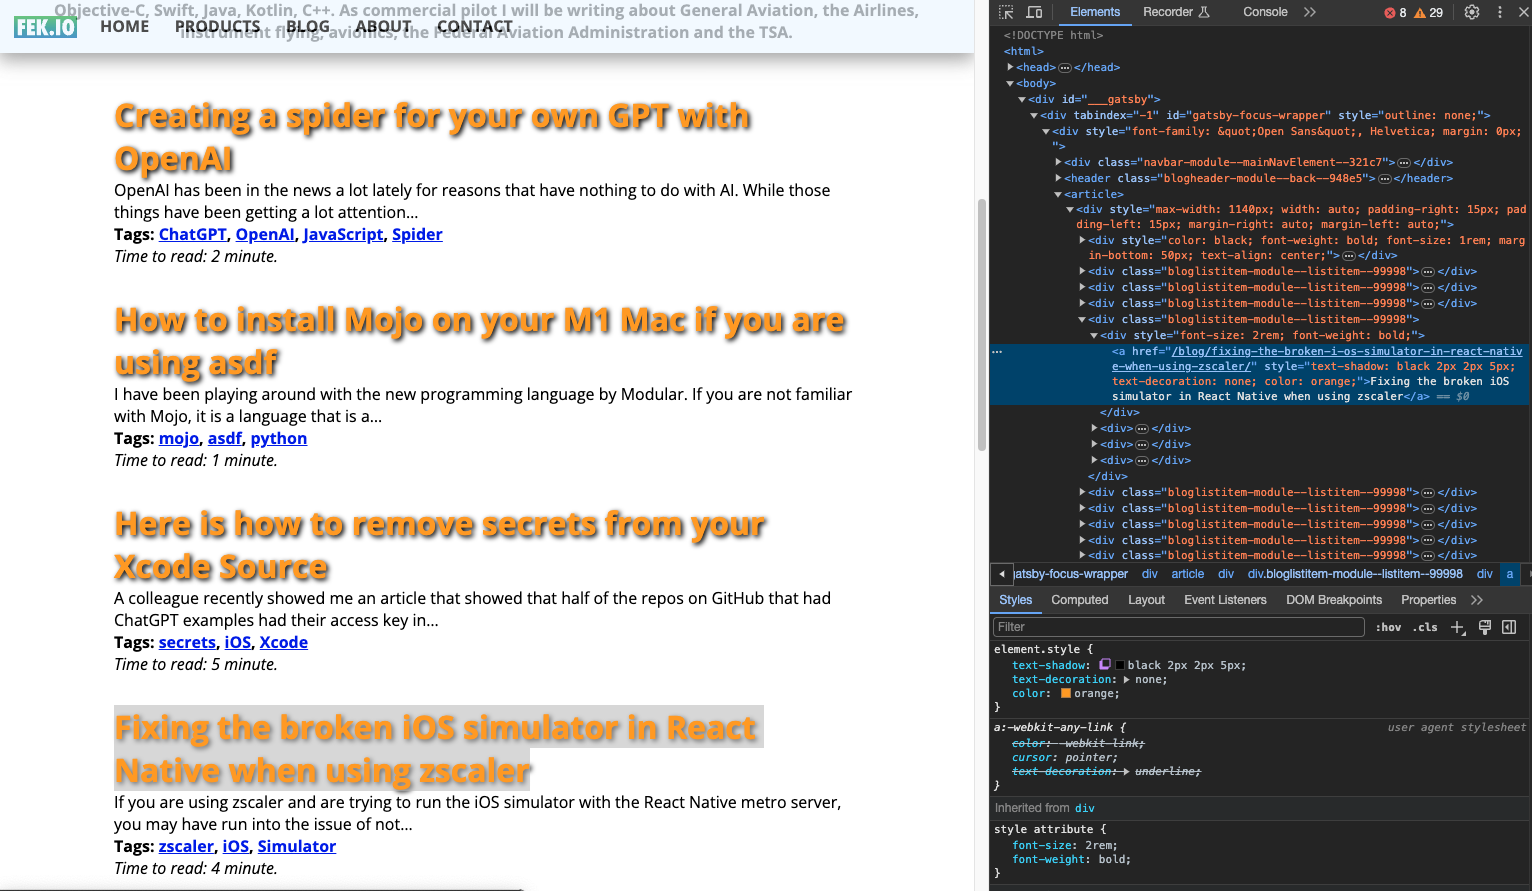 Objective-C, Swift, Java, Kotlin, C++. As commercial pilot I will be writing about General Aviation, the Airlines,
instrument flying, avionics, the Federal Aviation Administration and the TSA.
FEK.IO HOME PRODUCTS BLOG ABOUT CONTACT
Creating a spider for your own GPT with
OpenAI
OpenAI has been in the news a lot lately for reasons that have nothing to do with AI. While those
things have been getting a lot attention...
Tags: ChatGPT, OpenAI, JavaScript, Spider
Time to read: 2 minute.
How to install Mojo on your M1 Mac if you are
using asdf
I have been playing around with the new programming language by Modular. If you are not familiar
with Mojo, it is a language that is a...
Tags: mojo, asdf, python
Time to read: 1 minute.
Here is how to remove secrets from your
Xcode Source
A colleague recently showed me an article that showed that half of the repos on GitHub that had
ChatGPT examples had their access key in...
Tags: secrets, iOS, Xcode
Time to read: 5 minute.
Fixing the broken iOS simulator in React
Native when using zscaler
If you are using zscaler and are trying to run the iOS simulator with the React Native metro server,
you may have run into the issue of not...
Tags: zscaler, iOS, Simulator
Time to read: 4 minute.
Elements Recorder Console 8 29
<!DOCTYPE html>
<html>
<head> … </head>
<body>
<div id="___gatsby">
<div tabindex="-1" id="gatsby-focus-wrapper" style="outline: none;">
<div style="font-family: &quot;Open Sans&quot;, Helvetica; margin: 0px;
">
<div class="navbar-module--mainNavElement--321c7"> … </div>
<header class="blogheader-module--back--948e5"> … </header>
<article>
<div style="max-width: 1140px; width: auto; padding-right: 15px; pad
ding-left: 15px; margin-right: auto; margin-left: auto;">
<div style="color: black; font-weight: bold; font-size: 1rem; marg
in-bottom: 50px; text-align: center;"> … </div>
<div class="bloglistitem-module--listitem--99998"> … </div>
<div class="bloglistitem-module--listitem--99998"> … </div>
<div class="bloglistitem-module--listitem--99998"> … </div>
<div class="bloglistitem-module--listitem--99998">
<div style="font-size: 2rem; font-weight: bold;">
<a href="/blog/fixing-the-broken-i-os-simulator-in-react-nativ
e-when-using-zscaler/" style="text-shadow: black 2px 2px 5px;
text-decoration: none; color: orange;">Fixing the broken iOS
simulator in React Native when using zscaler</a> == $0
</div>
<div> … </div>
<div> … </div>
<div> … </div>
</div>
<div class="bloglistitem-module--listitem--99998"> … </div>
<div class="bloglistitem-module--listitem--99998"> … </div>
<div class="bloglistitem-module--listitem--99998"> … </div>
<div class="bloglistitem-module--listitem--99998"> … </div>
<div class="bloglistitem-module--listitem--99998"> … </div>
gatsby-focus-wrapper div article div div.bloglistitem-module--listitem--99998 div a
Styles Computed Layout Event Listeners DOM Breakpoints Properties
Filter :hov .cls
element.style {
text-shadow: black 2px 2px 5px;
text-decoration: none;
color: orange;
}
a:-webkit-any-link { user agent stylesheet
color: -webkit-link;
cursor: pointer;
text-decoration: underline;
}
Inherited from div
style attribute {
font-size: 2rem;
font-weight: bold;
}